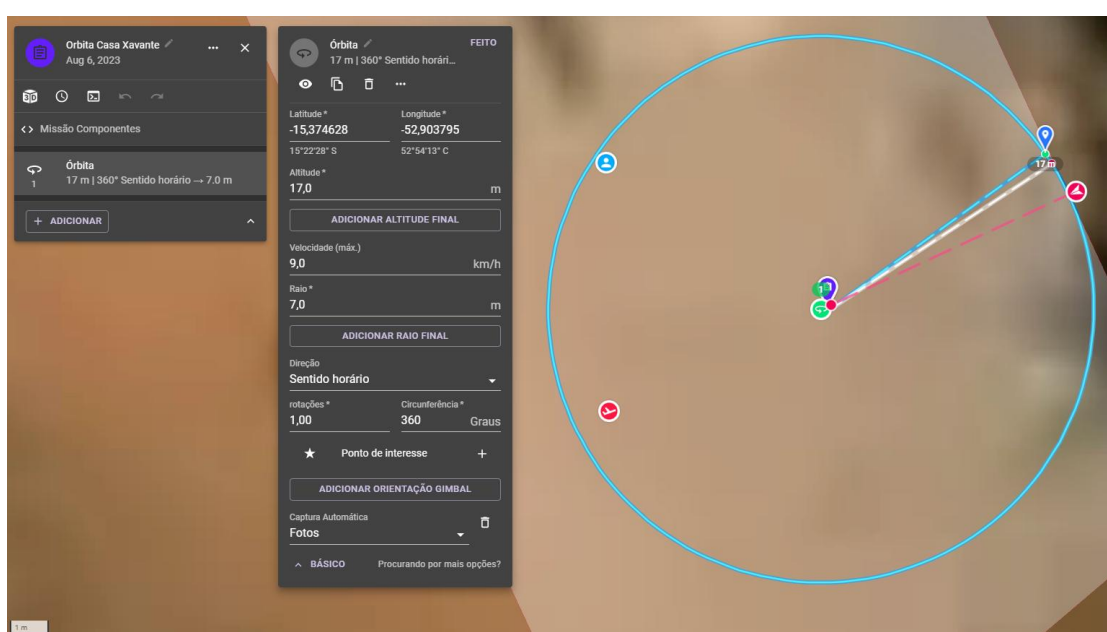 Orbita Casa Xavante
Aug 6, 2023
3D
Missão Componentes
Órbita
1
17 m | 360° Sentido horário → 7.0 m
+ ADICIONAR
Órbita
FEITO
17 m | 360° Sentido horári...
Latitude *
Longitude *
-15,374628
-52,903795
15°22'28" S
52°54'13" C
Altitude *
17,0
m
ADICIONAR ALTITUDE FINAL
Velocidade (máx.)
9,0
km/h
Raio *
7,0
m
ADICIONAR RAIO FINAL
Direção
Sentido horário
rotações *
Circunferência *
1,00
360
Graus
Ponto de interesse
+
ADICIONAR ORIENTAÇÃO GIMBAL
Captura Automática
Fotos
BÁSICO
Procurando por mais opções?
17 m
1
1 m